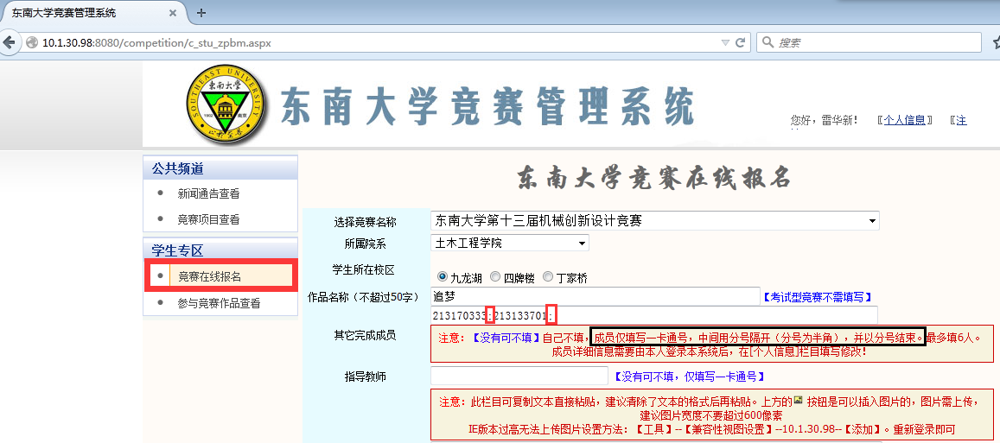 东南大学竞赛管理系统
10.1.30.98:8080/competition/c_stu_zpbm.aspx
搜索
SOUTHEAST UNIVERSITY
东南大学
1902 南京
东南大学竞赛管理系统
您好，雷华新！ 〖个人信息〗 〖注
公共频道
新闻通告查看
竞赛项目查看
学生专区
竞赛在线报名
参与竞赛作品查看
东南大学竞赛在线报名
选择竞赛名称 东南大学第十三届机械创新设计竞赛
所属院系 土木工程学院
学生所在校区 九龙湖 四牌楼 丁家桥
作品名称（不超过50字） 追梦 【考试型竞赛不需填写】
213170333;213133701;
其它完成成员
注意：【没有可不填】自己不填，成员仅填写一卡通号，中间用分号隔开（分号为半角），并以分号结束。最多填6人。
成员详细信息需要由本人登录本系统后，在[个人信息]栏目填写修改！
指导教师 【没有可不填，仅填写一卡通号】
注意：此栏目可复制文本直接粘贴，建议清除了文本的格式后再粘贴。上方的 按钮是可以插入图片的，图片需上传，
建议图片宽度不要超过600像素
IE版本过高无法上传图片设置方法：【工具】--【兼容性视图设置】--10.1.30.98--【添加】。重新登录即可